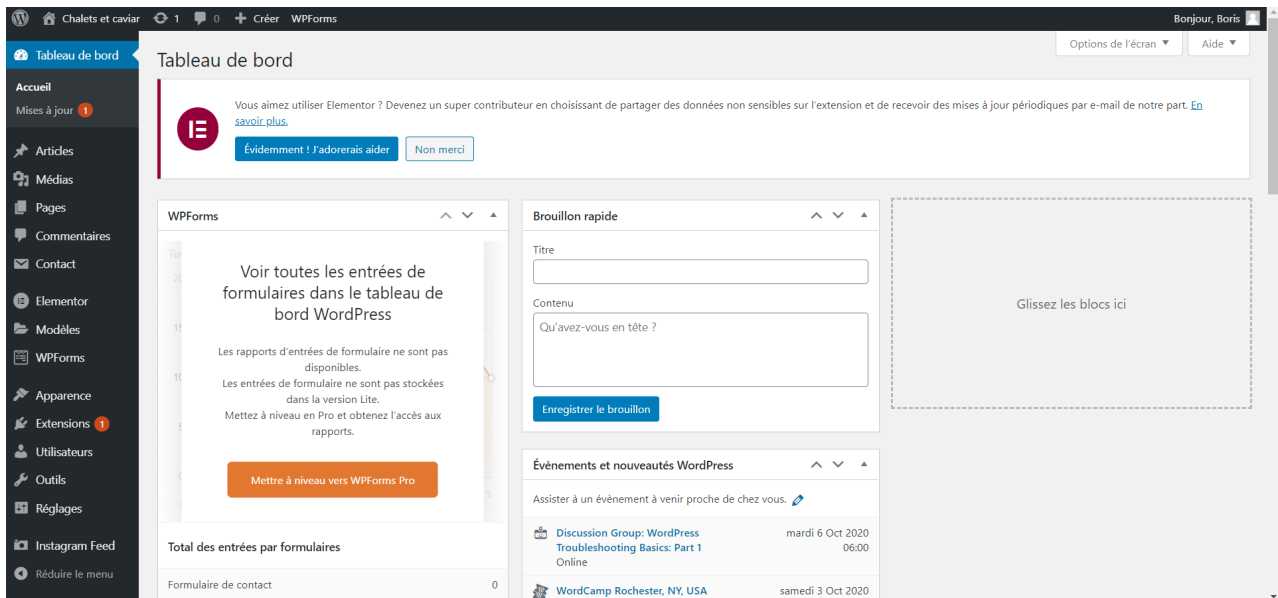 Chalets et caviar 1 0 + Créer WPForms Bonjour, Boris
Options de l'écran ▼ Aide ▼
Tableau de bord
Accueil
Mises à jour 1
Articles
Médias
Pages
Commentaires
Contact
Elementor
Modèles
WPForms
Apparence
Extensions 1
Utilisateurs
Outils
Réglages
Instagram Feed
Réduire le menu
Tableau de bord
Vous aimez utiliser Elementor ? Devenez un super contributeur en choisissant de partager des données non sensibles sur l'extension et de recevoir des mises à jour périodiques par e-mail de notre part. En
savoir plus.
Évidemment ! J'adorerais aider Non merci
WPForms
Voir toutes les entrées de
formulaires dans le tableau de
bord WordPress
Les rapports d'entrées de formulaire ne sont pas
disponibles.
Les entrées de formulaire ne sont pas stockées
dans la version Lite.
Mettez à niveau en Pro et obtenez l'accès aux
rapports.
Mettre à niveau vers WPForms Pro
Total des entrées par formulaires
Formulaire de contact 0
Brouillon rapide
Titre
Contenu
Qu'avez-vous en tête ?
Enregistrer le brouillon
Évènements et nouveautés WordPress
Assister à un évènement à venir proche de chez vous.
Discussion Group: WordPress mardi 6 Oct 2020
Troubleshooting Basics: Part 1 06:00
Online
WordCamp Rochester, NY, USA samedi 3 Oct 2020
Glissez les blocs ici